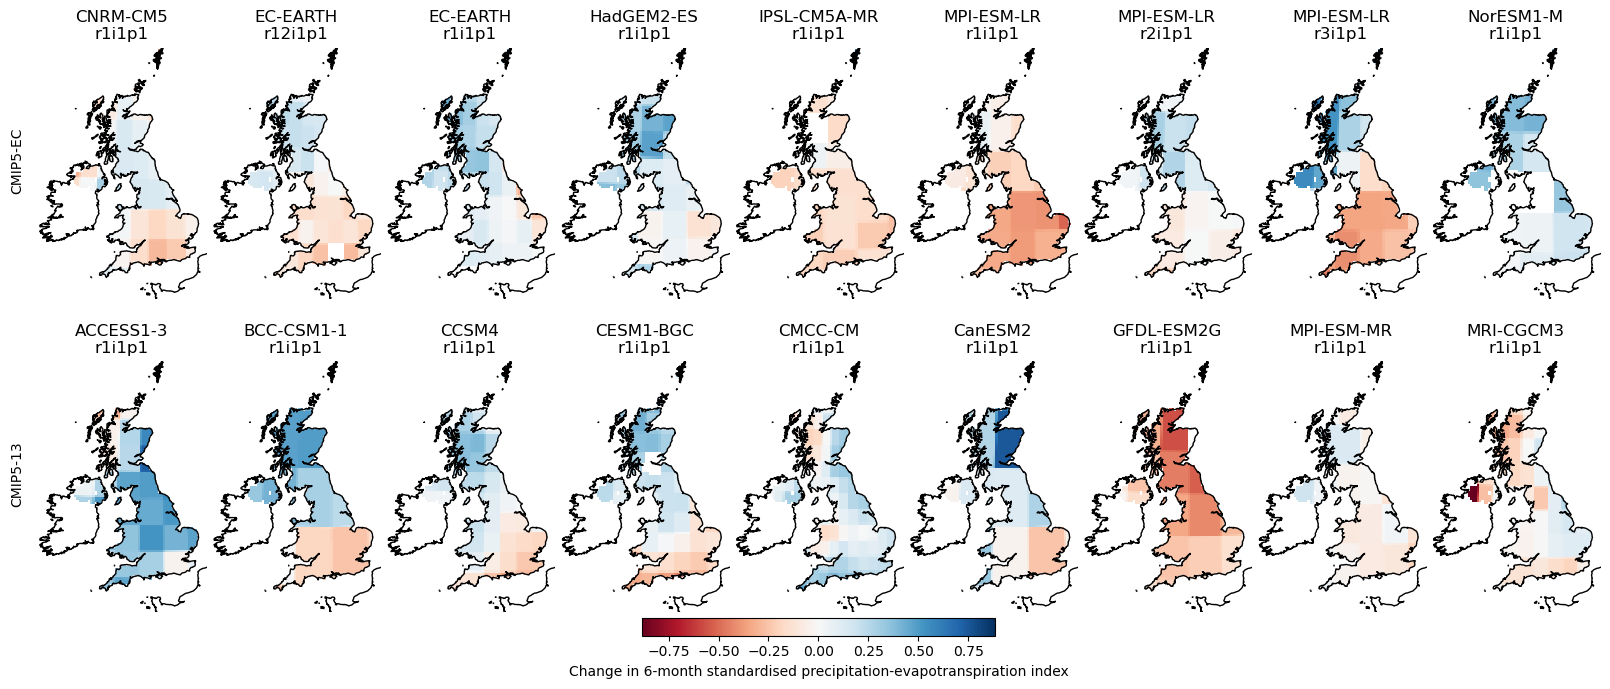 CNRM-CM5 EC-EARTH EC-EARTH HadGEM2-ES IPSL-CM5A-MR MPI-ESM-LR MPI-ESM-LR MPI-ESM-LR NorESM1-M
r1i1p1 r12i1p1 r1i1p1 r1i1p1 r1i1p1 r1i1p1 r2i1p1 r3i1p1 r1i1p1
CMIP5-EC
ACCESS1-3 BCC-CSM1-1 CCSM4 CESM1-BGC CMCC-CM CanESM2 GFDL-ESM2G MPI-ESM-MR MRI-CGCM3
r1i1p1 r1i1p1 r1i1p1 r1i1p1 r1i1p1 r1i1p1 r1i1p1 r1i1p1 r1i1p1
CMIP5-13
−0.75 −0.50 −0.25 0.00 0.25 0.50 0.75
Change in 6-month standardised precipitation-evapotranspiration index